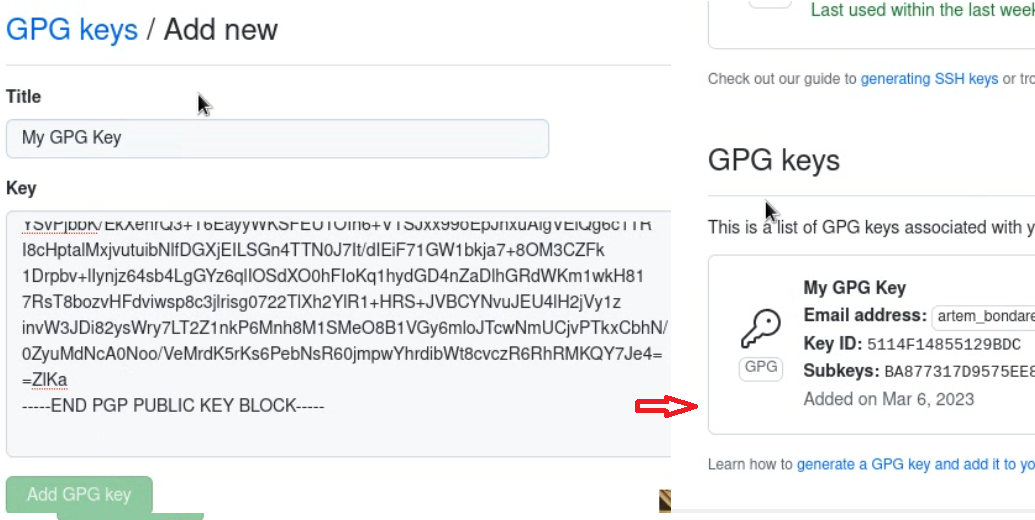 GPG keys / Add new
Title
My GPG Key
Key
I8cHptalMxjvutuibNlfDGXjEILSGn4TTN0J7It/dIEiF71GW1bkja7+8OM3CZFk
1Drpbv+lIynjz64sb4LgGYz6qlIOSdXO0hFIoKq1hydGD4nZaDlhGRdWKm1wkH81
7RsT8bozvHFdviwsp8c3jlrisg0722TlXh2YlR1+HRS+JVBCYNvuJEU4lH2jVy1z
invW3JDi82ysWry7LT2Z1nkP6Mnh8M1SMeO8B1VGy6mloJTcwNmUCjvPTkxCbhN/
0ZyuMdNcA0Noo/VeMrdK5rKs6PebNsR60jmpwYhrdibWt8cvczR6RhRMKQY7Je4=
=ZlKa
-----END PGP PUBLIC KEY BLOCK-----
Add GPG key
Last used within the last week
Check out our guide to generating SSH keys or tro
GPG keys
This is a list of GPG keys associated with y
My GPG Key
Email address: artem_bondare
Key ID: 5114F14855129BDC
GPG
Subkeys: BA877317D9575EE8
Added on Mar 6, 2023
Learn how to generate a GPG key and add it to yo